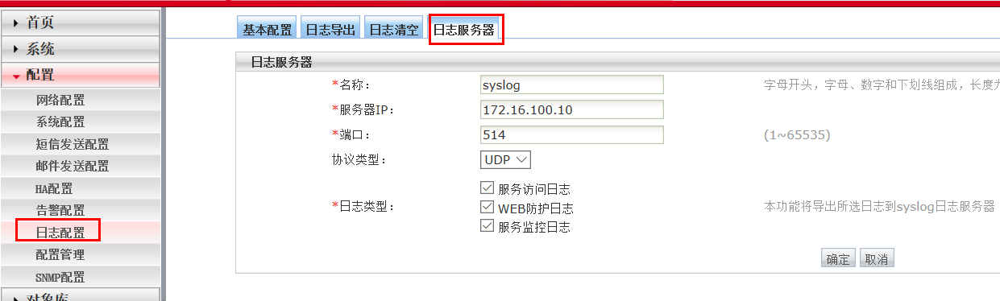 首页
系统
配置
网络配置
系统配置
短信发送配置
邮件发送配置
HA配置
告警配置
日志配置
配置管理
SNMP配置
对象库
基本配置 日志导出 日志清空 日志服务器
日志服务器
*名称： syslog 字母开头，字母、数字和下划线组成，长度为
*服务器IP： 172.16.100.10
*端口： 514 (1~65535)
协议类型： UDP
服务访问日志
*日志类型： WEB防护日志 本功能将导出所选日志到syslog日志服务器
服务监控日志
确定 取消